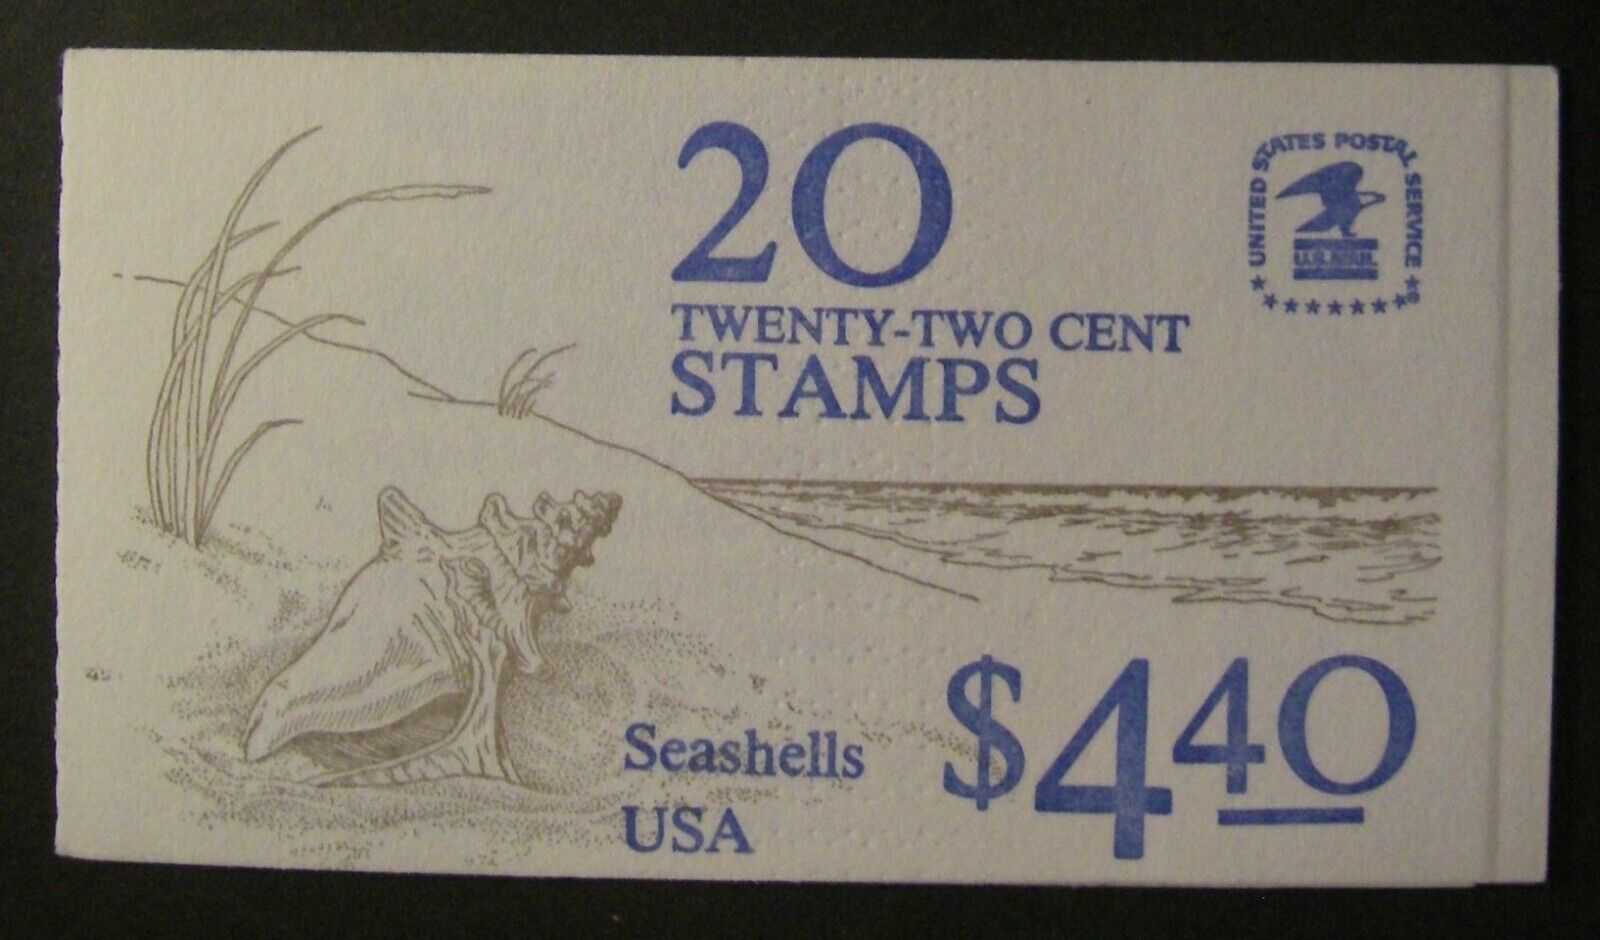 20
TWENTY-TWO CENT
STAMPS
UNITED STATES POSTAL SERVICE
U.S. MAIL
®
Seashells
USA
$4.40